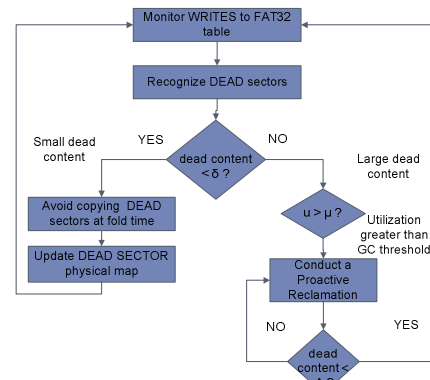 Monitor WRITES to FAT32
table
Recognize DEAD sectors
Small dead
content
YES
NO
dead content
< δ ?
Large dead
content
Avoid copying DEAD
sectors at fold time
u > μ ?
Utilization
greater than
GC threshold
Update DEAD SECTOR
physical map
Conduct a
Proactive
Reclamation
NO
YES
dead
content <